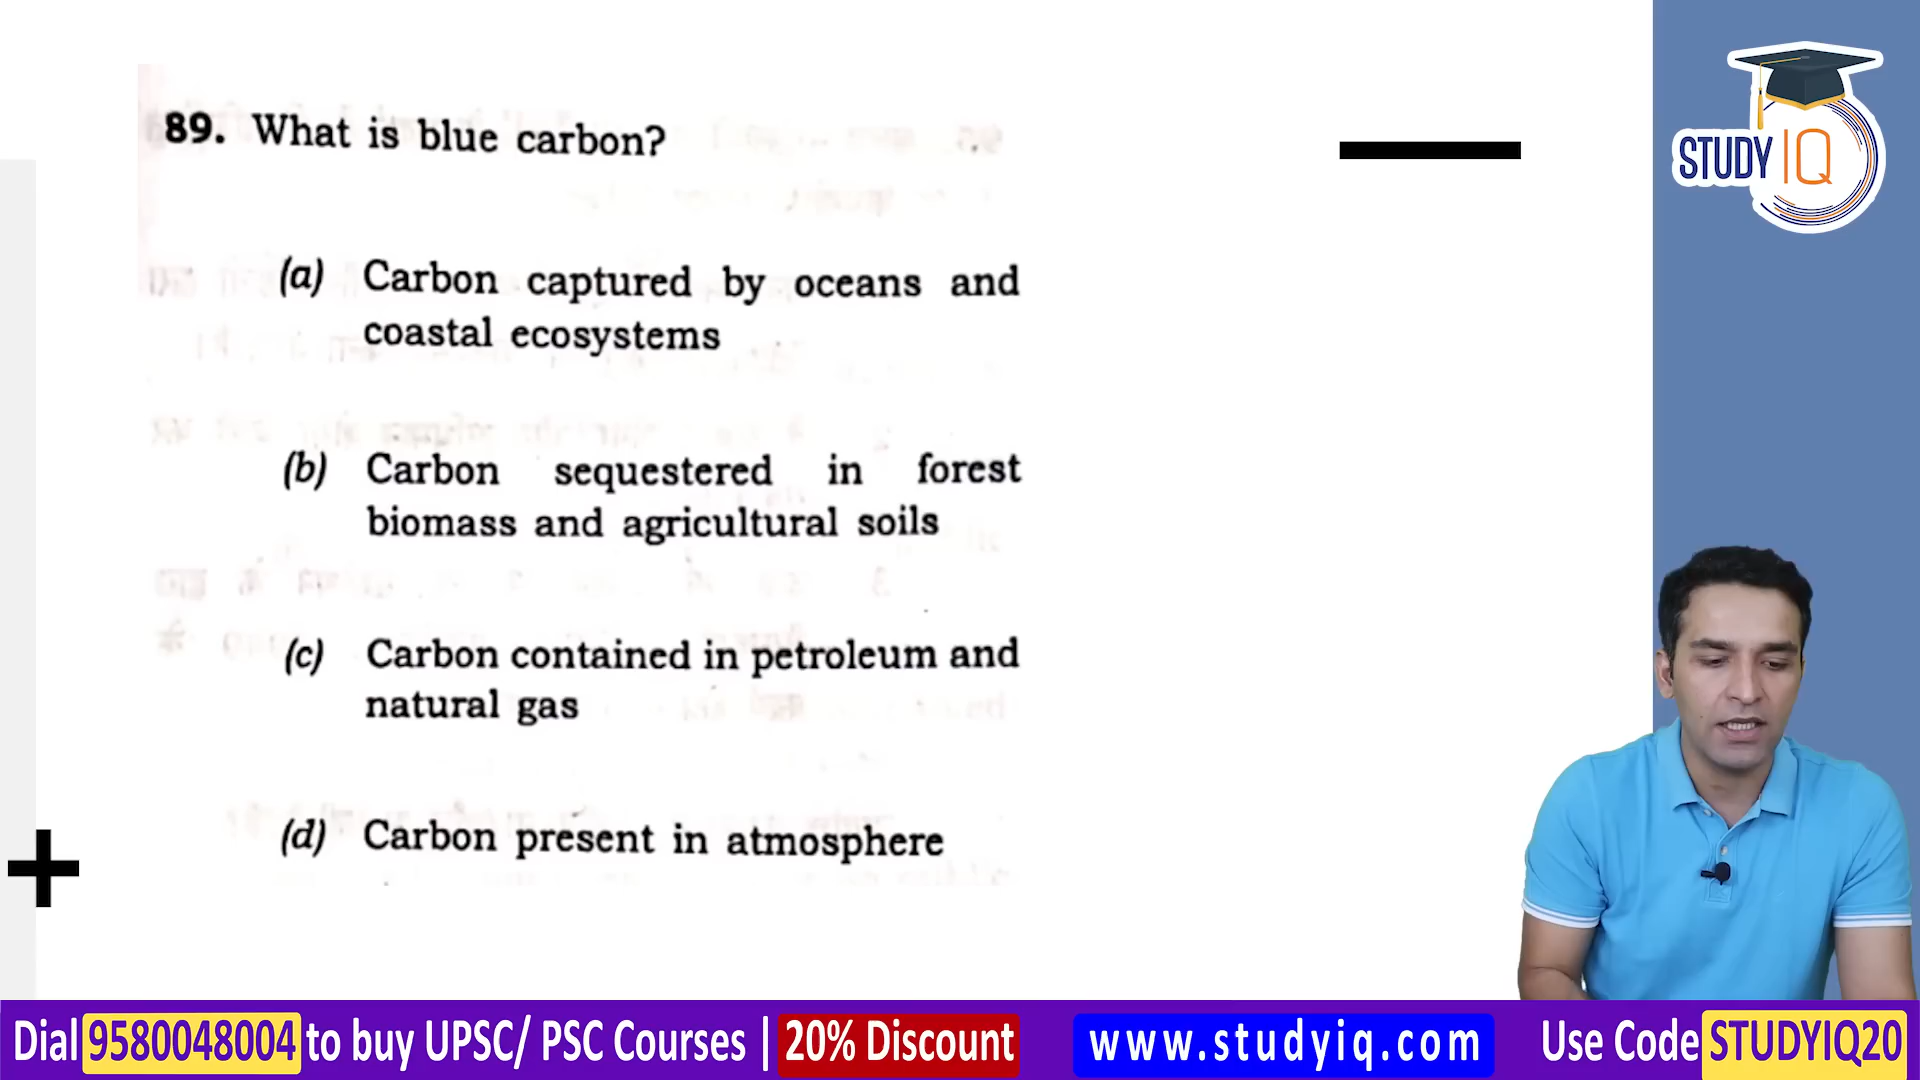 89. What is blue carbon?
(a) Carbon captured by oceans and
coastal ecosystems
(b) Carbon sequestered in forest
biomass and agricultural soils
(c) Carbon contained in petroleum and
natural gas
(d) Carbon present in atmosphere
STUDY IQ
Dial 9580048004 to buy UPSC/ PSC Courses | 20% Discount www.studyiq.com Use Code STUDYIQ20